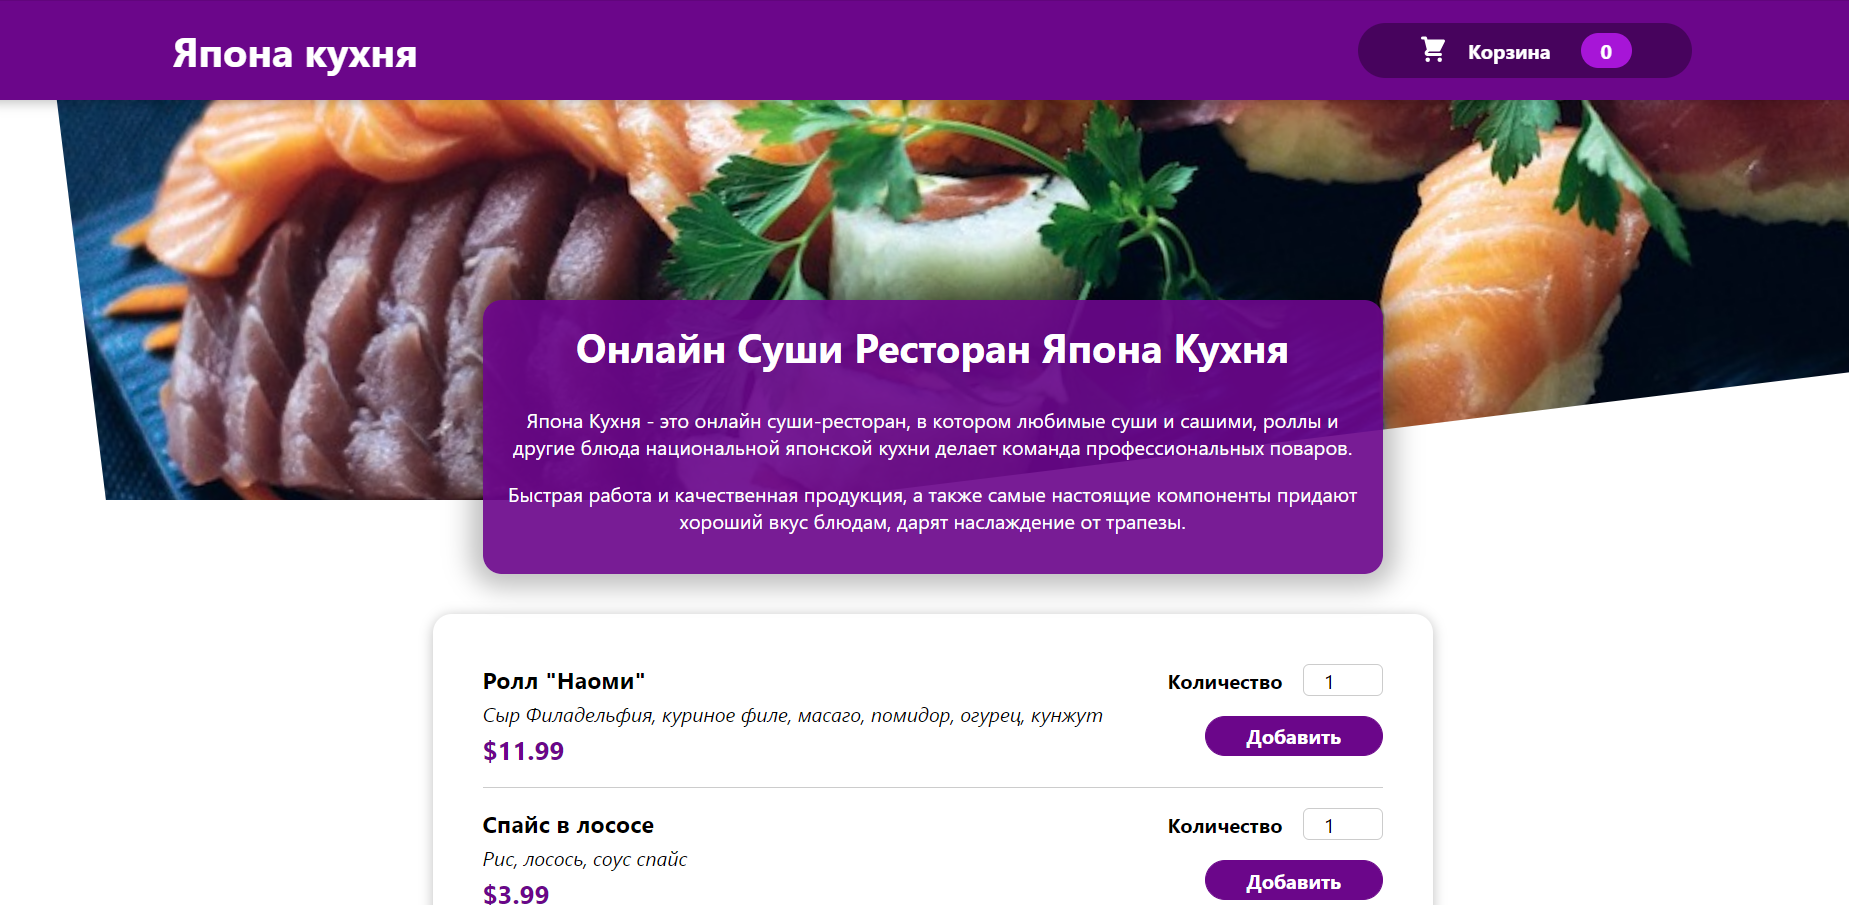 Япона кухня
Корзина 0
Онлайн Суши Ресторан Япона Кухня
Япона Кухня - это онлайн суши-ресторан, в котором любимые суши и сашими, роллы и
другие блюда национальной японской кухни делает команда профессиональных поваров.
Быстрая работа и качественная продукция, а также самые настоящие компоненты придают
хороший вкус блюдам, дарят наслаждение от трапезы.
Ролл "Наоми"
Количество 1
Сыр Филадельфия, куриное филе, масаго, помидор, огурец, кунжут
Добавить
$11.99
Спайс в лососе
Количество 1
Рис, лосось, соус спайс
Добавить
$3.99